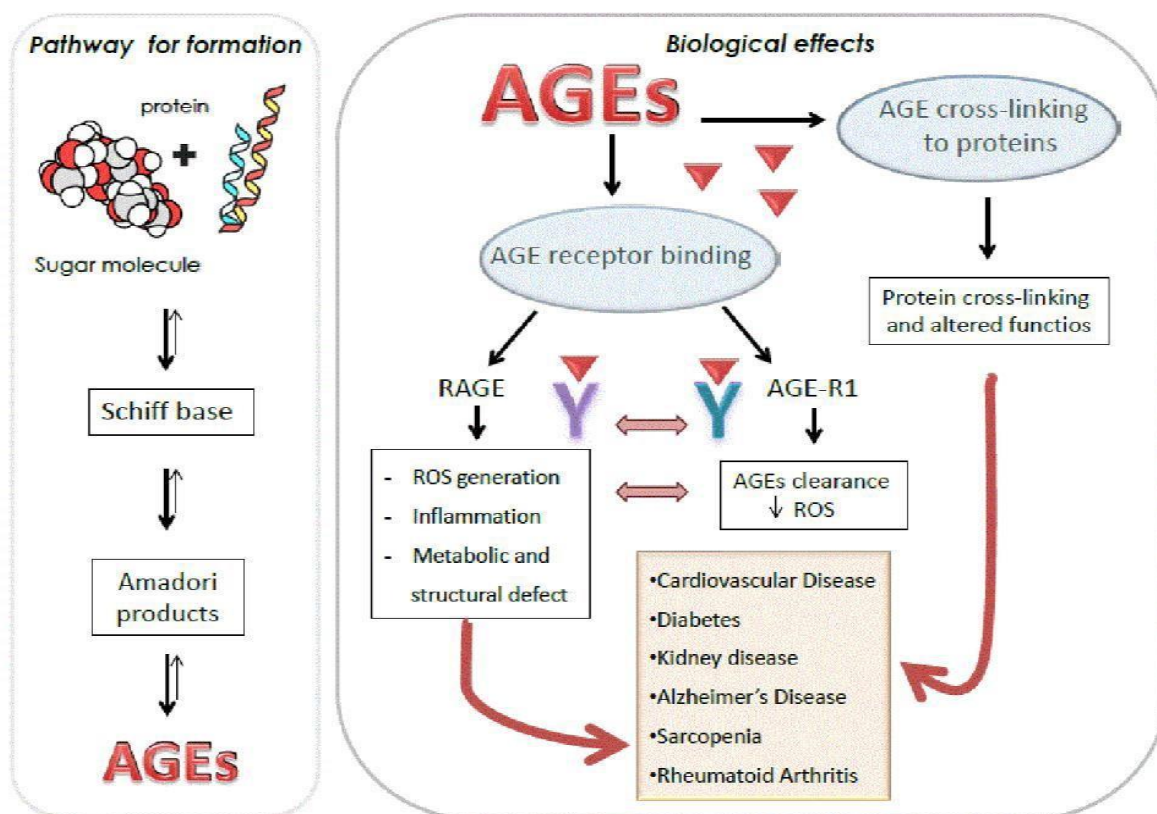 Pathway for formation
protein
+
Sugar molecule
Schiff base
Amadori
products
AGEs
Biological effects
AGEs
AGE cross-linking
to proteins
AGE receptor binding
Protein cross-linking
and altered functios
RAGE
Y
Y
AGE-R1
- ROS generation
- Inflammation
- Metabolic and
structural defect
AGEs clearance
↓ ROS
•Cardiovascular Disease
•Diabetes
•Kidney disease
•Alzheimer’s Disease
•Sarcopenia
•Rheumatoid Arthritis